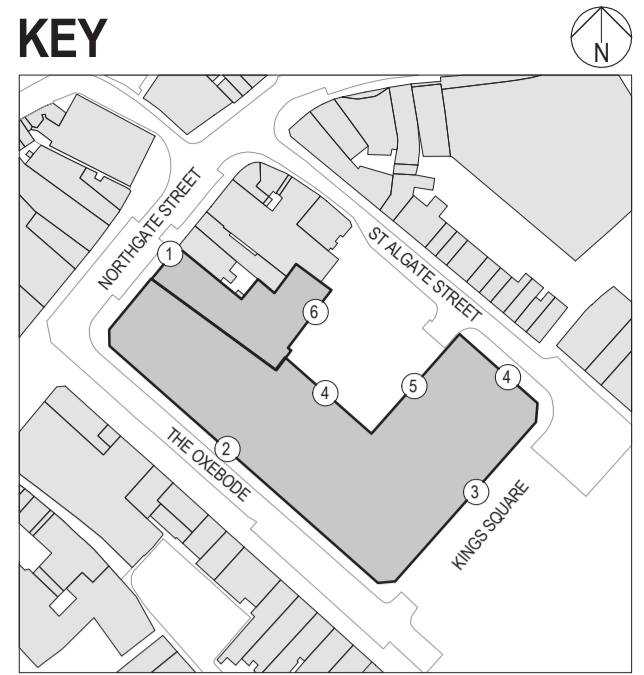 KEY
N
NORTHGATE STREET
1
ST ALGATE STREET
6
4
5
4
2
THE OXEBODE
3
KINGS SQUARE